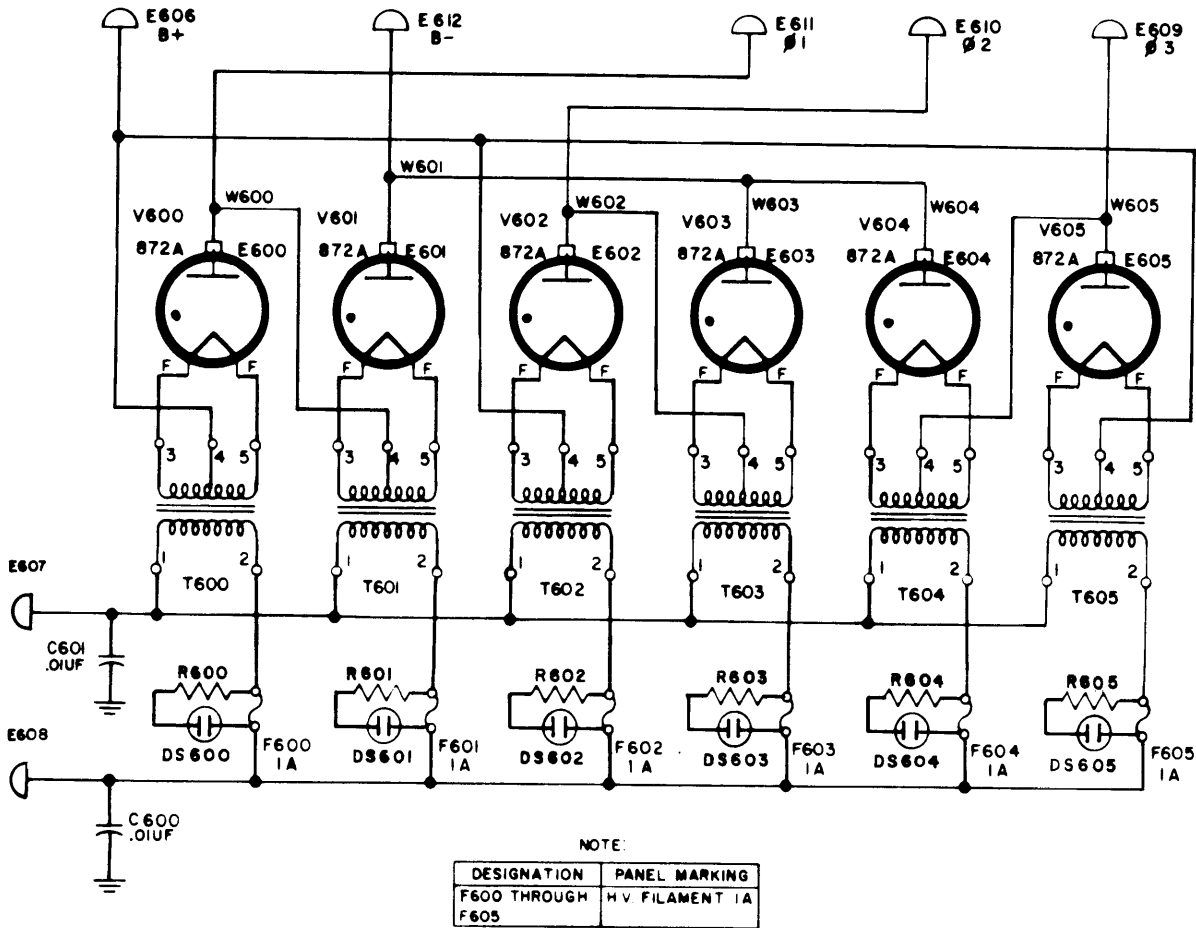 E606
B+
E612
B-
E611
Ø1
E610
Ø2
E609
Ø3
W601
W600
W602
W603
W604
W605
V600
872A
E600
V601
872A
E601
V602
872A
E602
V603
872A
E603
V604
872A
E604
V605
872A
E605
F F
F F
F F
F F
F F
F F
3 4 5
3 4 5
3 4 5
3 4 5
3 4 5
3 4 5
1 2
T600
1 2
T601
1 2
T602
1 2
T603
1 2
T604
1 2
T605
E607
C601
.01UF
R600
DS600
F600
1A
R601
DS601
F601
1A
R602
DS602
F602
1A
R603
DS603
F603
1A
R604
DS604
F604
1A
R605
DS605
F605
1A
E608
C600
.01UF
NOTE:
DESIGNATION PANEL MARKING
F600 THROUGH H.V. FILAMENT 1A
F605